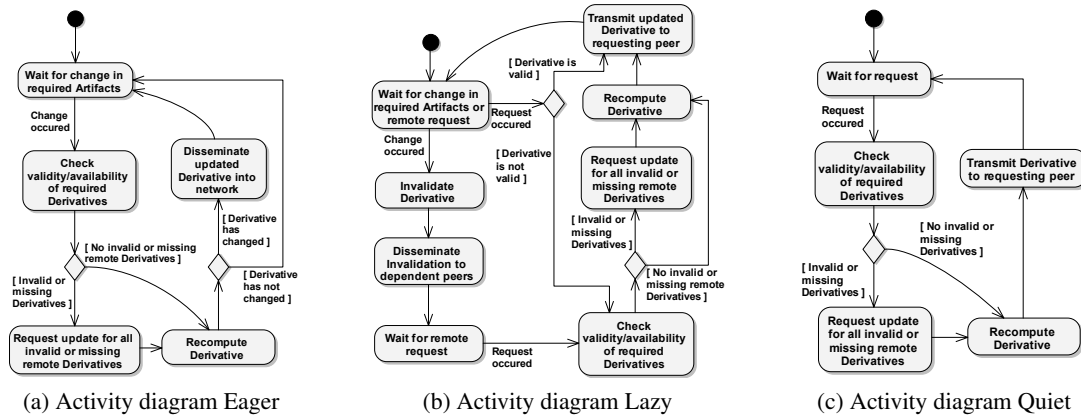 Wait for change in
required Artifacts
Change
occured
Check
validity/availability
of required
Derivatives
Disseminate
updated
Derivative into
network
[ Derivative
has
changed ]
[ No invalid or missing
remote Derivatives ]
[ Invalid or
missing
Derivatives ]
[ Derivative
has not changed ]
Request update for all
invalid or missing
remote Derivatives
Recompute
Derivative
(a) Activity diagram Eager
Transmit updated
Derivative to
requesting peer
[ Derivative is
valid ]
Wait for change in
required Artifacts or
remote request
Request
occured
Recompute
Derivative
Change
occured
[ Derivative
is not
valid ]
Request update
for all invalid or
missing remote
Derivatives
Invalidate
Derivative
[ Invalid or
missing
Derivatives ]
Disseminate
Invalidation to
dependent peers
[ No invalid or
missing remote
Derivatives ]
Wait for remote
request
Request
occured
Check
validity/availability
of required
Derivatives
(b) Activity diagram Lazy
Wait for request
Request
occured
Check
validity/availability
of required
Derivatives
Transmit Derivative
to requesting peer
[ No invalid or
missing
Derivatives ]
[ Invalid or
missing
Derivatives ]
Request update
for all invalid or
missing remote
Derivatives
Recompute
Derivative
(c) Activity diagram Quiet